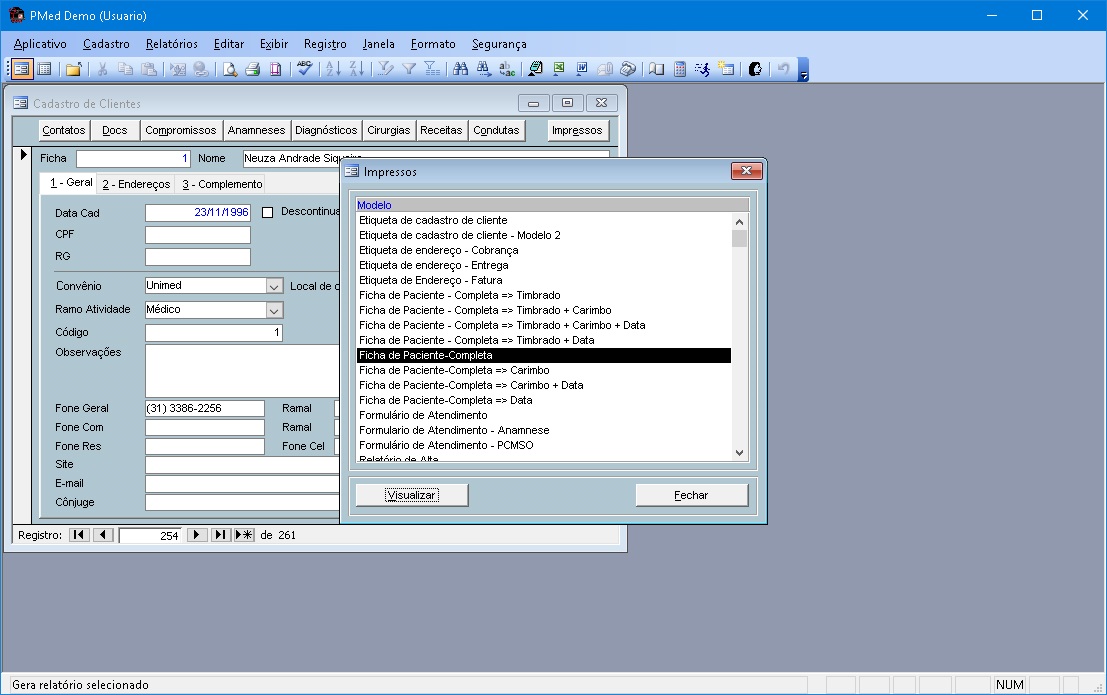 PMed Demo (Usuario)
Aplicativo Cadastro Relatórios Editar Exibir Registro Janela Formato Segurança
Cadastro de Clientes
Contatos Docs Compromissos Anamneses Diagnósticos Cirurgias Receitas Condutas Impressos
Ficha 1 Nome Neuza Andrade Siqueira
1 - Geral 2 - Endereços 3 - Complemento
Data Cad 23/11/1996 Descontinua
CPF
RG
Convênio Unimed Local de c
Ramo Atividade Médico
Código 1
Observações
Fone Geral (31) 3386-2256 Ramal
Fone Com Ramal
Fone Res Fone Cel
Site
E-mail
Cônjuge
Registro: 254 de 261
Impressos
Modelo
Etiqueta de cadastro de cliente
Etiqueta de cadastro de cliente - Modelo 2
Etiqueta de endereço - Cobrança
Etiqueta de endereço - Entrega
Etiqueta de Endereço - Fatura
Ficha de Paciente - Completa => Timbrado
Ficha de Paciente - Completa => Timbrado + Carimbo
Ficha de Paciente - Completa => Timbrado + Carimbo + Data
Ficha de Paciente - Completa => Timbrado + Data
Ficha de Paciente-Completa
Ficha de Paciente-Completa => Carimbo
Ficha de Paciente-Completa => Carimbo + Data
Ficha de Paciente-Completa => Data
Formulário de Atendimento
Formulario de Atendimento - Anamnese
Formulário de Atendimento - PCMSO
Relatório de Alta
Visualizar Fechar
Gera relatório selecionado NUM